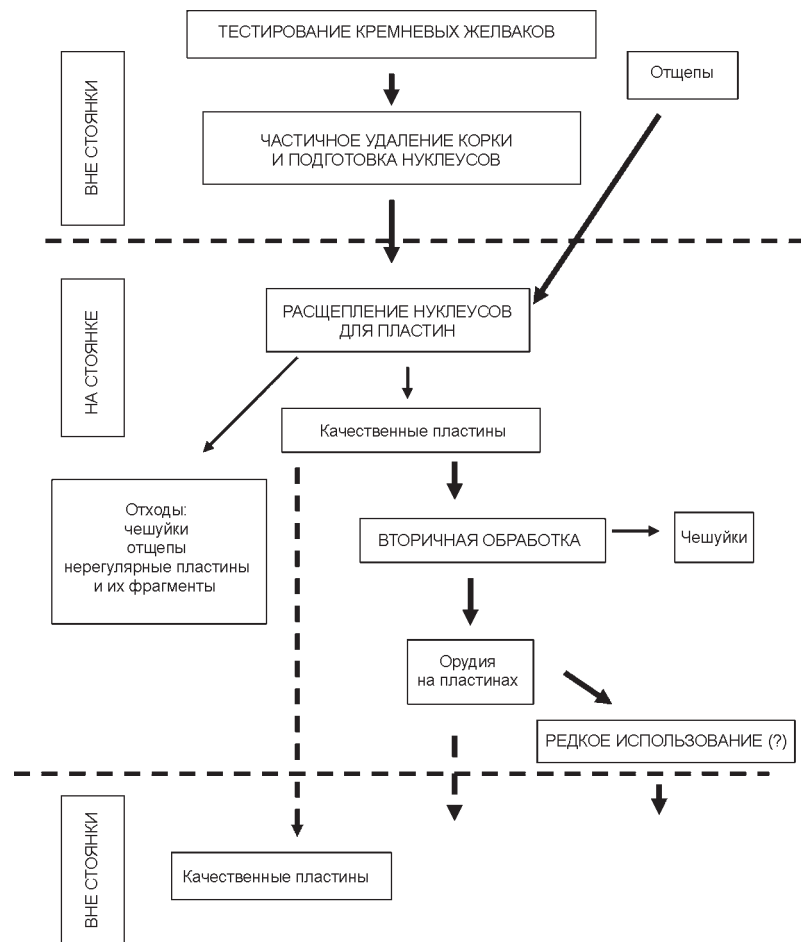 ТЕСТИРОВАНИЕ КРЕМНЕВЫХ ЖЕЛВАКОВ
Отщепы
ВНЕ СТОЯНКИ
ЧАСТИЧНОЕ УДАЛЕНИЕ КОРКИ
И ПОДГОТОВКА НУКЛЕУСОВ
НА СТОЯНКЕ
РАСЩЕПЛЕНИЕ НУКЛЕУСОВ
ДЛЯ ПЛАСТИН
Качественные пластины
Отходы:
чешуйки
отщепы
нерегулярные пластины
и их фрагменты
ВТОРИЧНАЯ ОБРАБОТКА
Чешуйки
Орудия
на пластинах
РЕДКОЕ ИСПОЛЬЗОВАНИЕ (?)
ВНЕ СТОЯНКИ
Качественные пластины